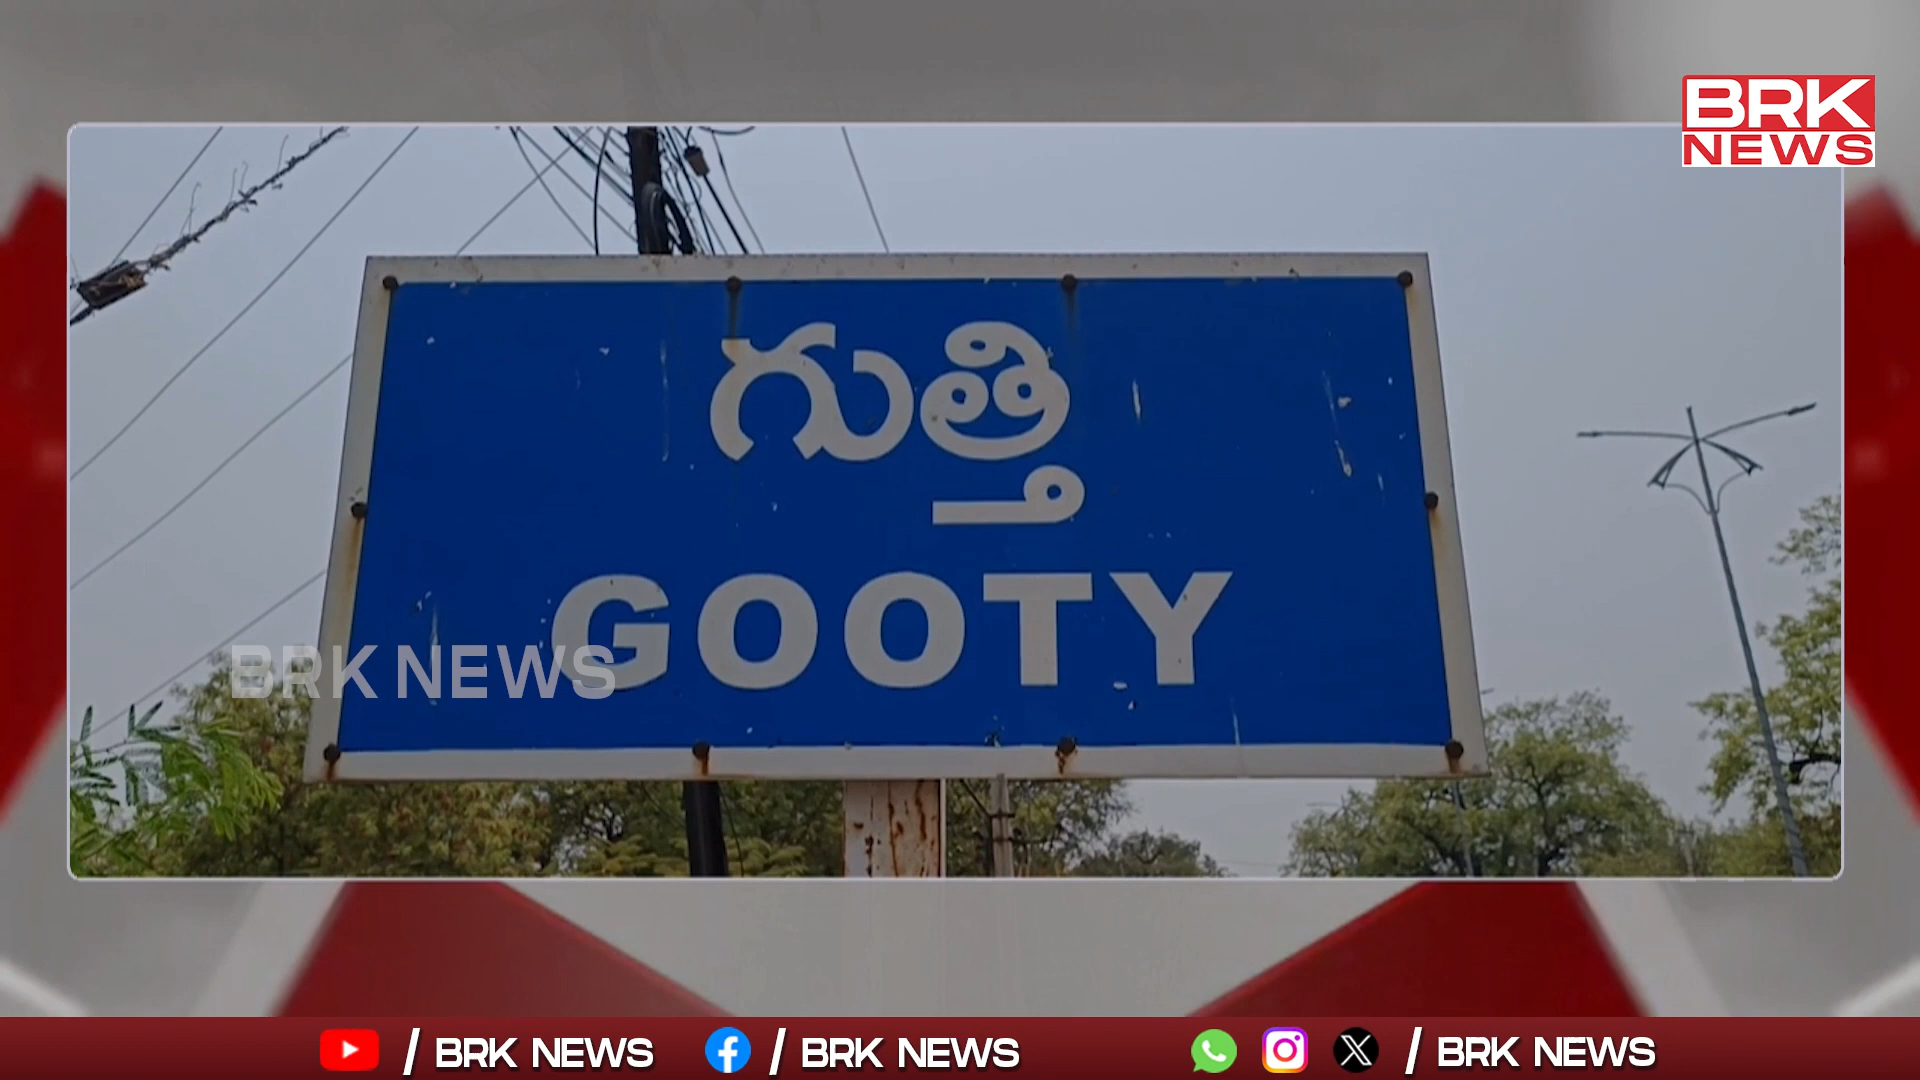 BRK
NEWS
గుత్తి
GOOTY
BRK NEWS
/ BRK NEWS
/ BRK NEWS
/ BRK NEWS